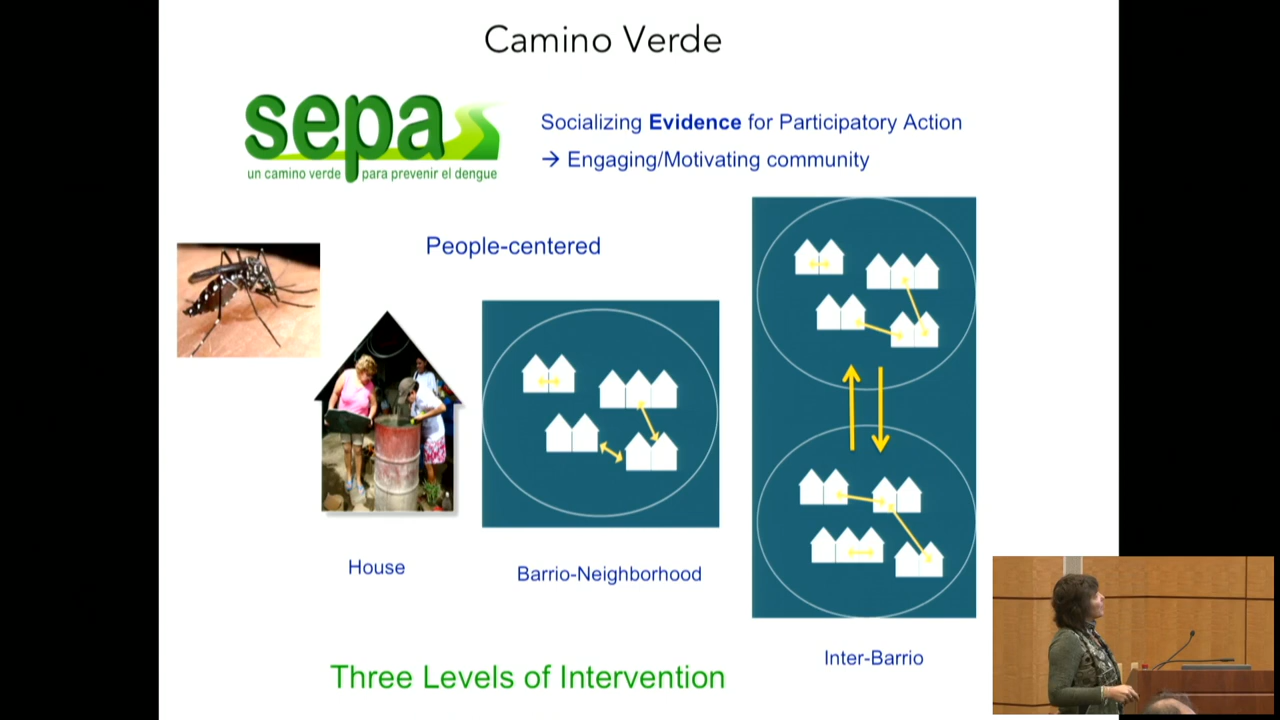 Camino Verde
sepa
un camino verde para prevenir el dengue
Socializing Evidence for Participatory Action
→ Engaging/Motivating community
People-centered
House
Barrio-Neighborhood
Inter-Barrio
Three Levels of Intervention